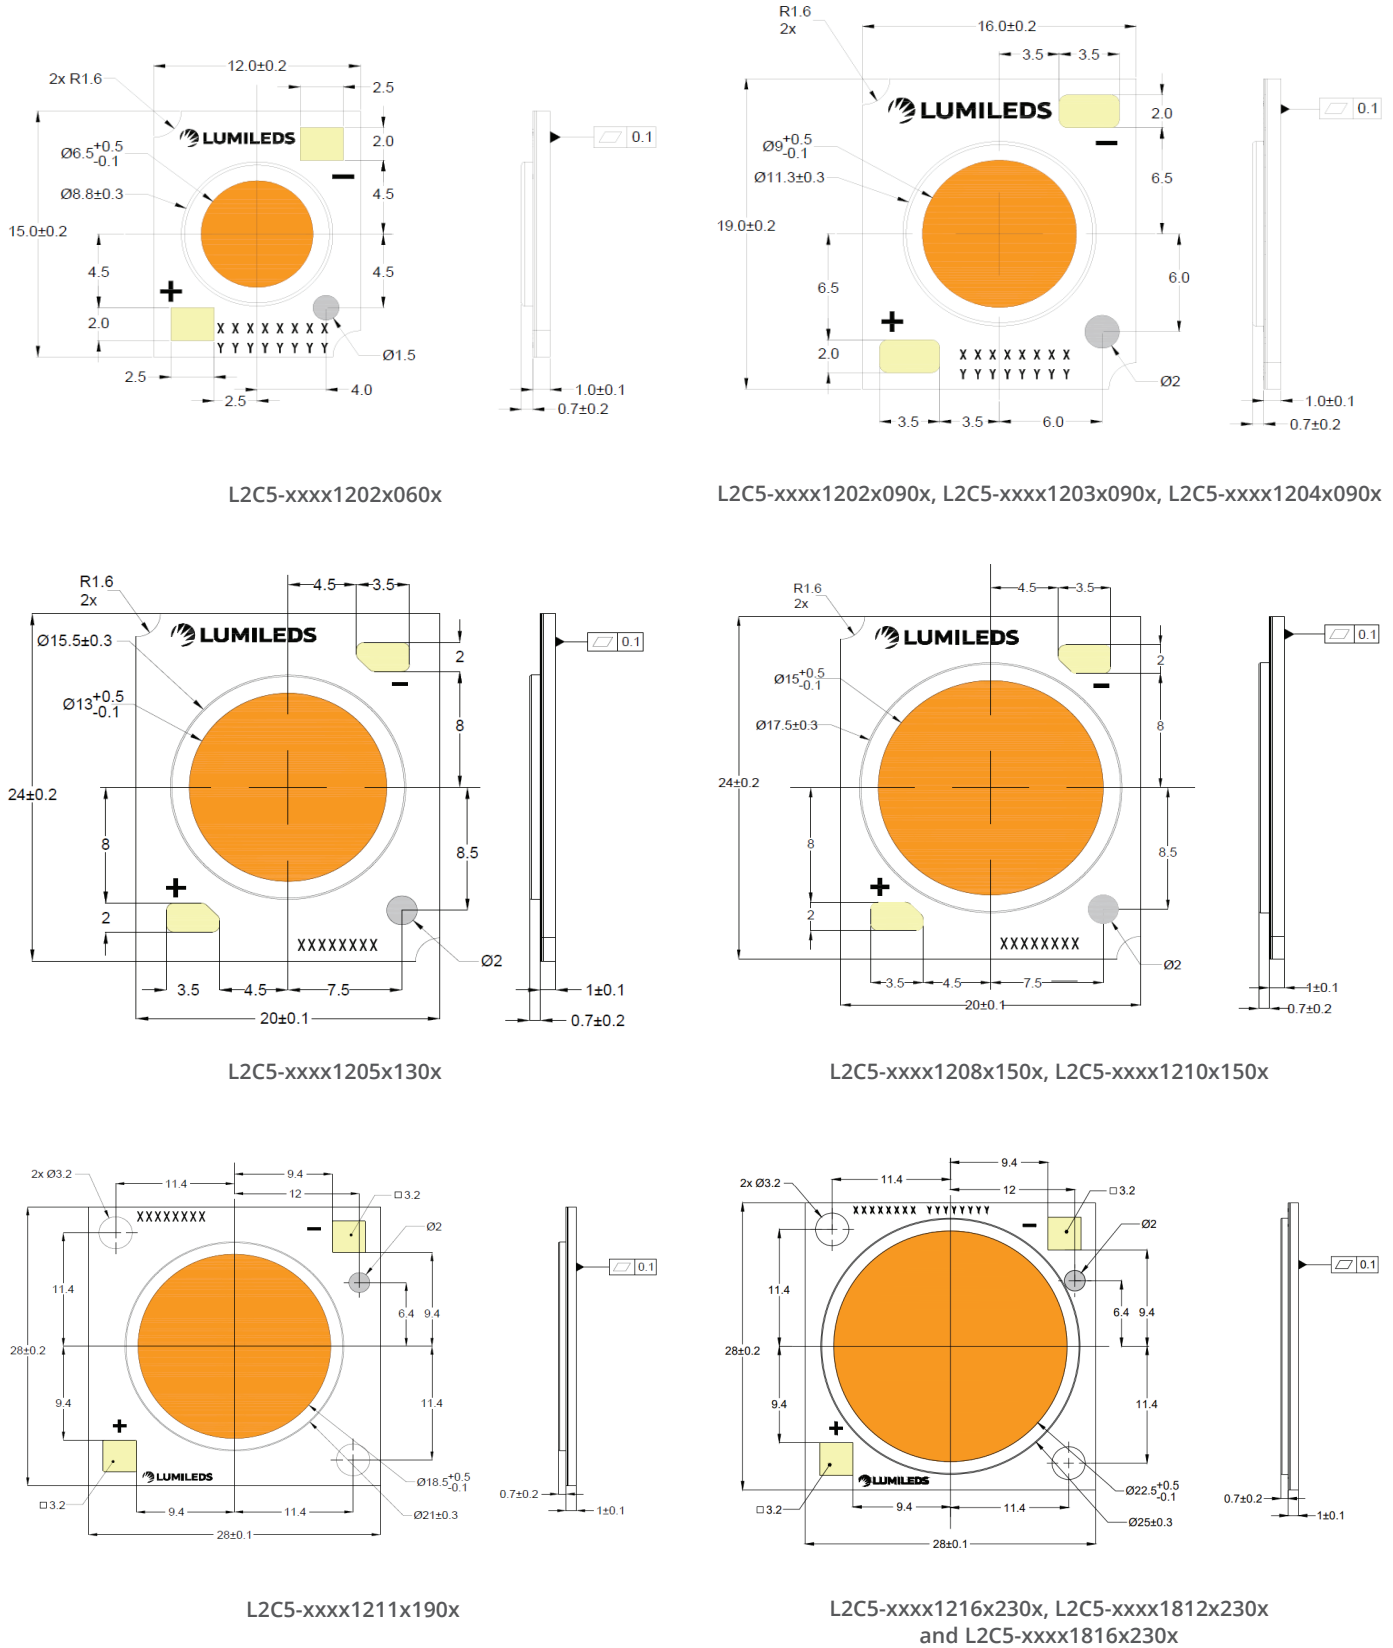 12.0±0.2
2x R1.6
2.5
LUMILEDS
2.0
0.1
Ø6.5+0.5
-0.1
Ø8.8±0.3
4.5
15.0±0.2
4.5
4.5
2.0
X X X X X X X X
Y Y Y Y Y Y Y Y
Ø1.5
2.5
4.0
2.5
1.0±0.1
0.7±0.2
L2C5-xxxx1202x060x
R1.6
2x
16.0±0.2
3.5
3.5
LUMILEDS
2.0
0.1
Ø9+0.5
-0.1
Ø11.3±0.3
6.5
19.0±0.2
6.5
6.0
2.0
X X X X X X X X
Y Y Y Y Y Y Y Y
Ø2
3.5
3.5
6.0
1.0±0.1
0.7±0.2
L2C5-xxxx1202x090x, L2C5-xxxx1203x090x, L2C5-xxxx1204x090x
R1.6
2x
4.5
3.5
LUMILEDS
Ø15.5±0.3
2
0.1
Ø13+0.5
-0.1
8
24±0.2
8
8.5
2
XXXXXXXX
Ø2
3.5
4.5
7.5
1±0.1
20±0.1
0.7±0.2
L2C5-xxxx1205x130x
R1.6
2x
4.5
3.5
LUMILEDS
2
0.1
Ø15+0.5
-0.1
Ø17.5±0.3
8
24±0.2
8
8.5
2
XXXXXXXX
Ø2
3.5
4.5
7.5
1±0.1
20±0.1
0.7±0.2
L2C5-xxxx1208x150x, L2C5-xxxx1210x150x
2x Ø3.2
11.4
9.4
12
□3.2
XXXXXXXX
Ø2
0.1
11.4
6.4
9.4
28±0.2
9.4
11.4
LUMILEDS
Ø18.5+0.5
-0.1
□3.2
9.4
11.4
Ø21±0.3
28±0.1
0.7±0.2
1±0.1
L2C5-xxxx1211x190x
2x Ø3.2
11.4
9.4
12
□3.2
XXXXXXXX YYYYYYYY
Ø2
0.1
11.4
6.4
9.4
28±0.2
9.4
11.4
LUMILEDS
Ø22.5+0.5
-0.1
□3.2
9.4
11.4
Ø25±0.3
28±0.1
0.7±0.2
1±0.1
L2C5-xxxx1216x230x, L2C5-xxxx1812x230x
and L2C5-xxxx1816x230x